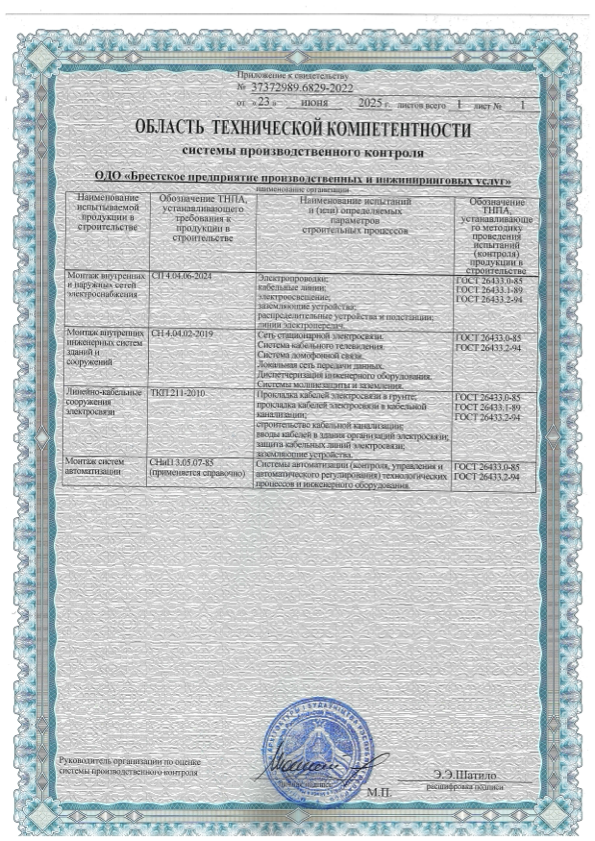 Приложение к свидетельству
№ 37372989.6829-2022
от « 23 » июня 2025 г. листов всего 1 лист № 1
ОБЛАСТЬ ТЕХНИЧЕСКОЙ КОМПЕТЕНТНОСТИ
системы производственного контроля
ОДО «Брестское предприятие производственных и инжиниринговых услуг»
наименование организации
Наименование испытываемой продукции в строительстве
Обозначение ТНПА, устанавливающего требования к продукции в строительстве
Наименование испытаний и (или) определяемых параметров строительных процессов
Обозначение ТНПА, устанавливающего методику проведения испытаний (контроля) продукции в строительстве
Монтаж внутренних и наружных сетей электроснабжения
СП 4.04.06-2024
Электропроводки;
кабельные линии;
электроосвещение;
заземляющие устройства;
распределительные устройства и подстанции;
линии электропередач.
ГОСТ 26433.0-85
ГОСТ 26433.1-89
ГОСТ 26433.2-94
Монтаж внутренних инженерных систем зданий и сооружений
СН 4.04.02-2019
Сеть стационарной электросвязи.
Система кабельного телевидения.
Система домофонной связи.
Локальная сеть передачи данных.
Диспетчеризация инженерного оборудования.
Системы молниезащиты и заземления.
ГОСТ 26433.0-85
ГОСТ 26433.2-94
Линейно-кабельные сооружения электросвязи
ТКП 211-2010
Прокладка кабелей электросвязи в грунте;
прокладка кабелей электросвязи в кабельной
канализации;
строительство кабельной канализации;
вводы кабелей в здания организаций электросвязи;
защита кабельных линий электросвязи;
заземляющие устройства.
ГОСТ 26433.0-85
ГОСТ 26433.1-89
ГОСТ 26433.2-94
Монтаж систем автоматизации
СНиП 3.05.07-85
(применяется справочно)
Системы автоматизации (контроля, управления и
автоматического регулирования) технологических
процессов и инженерного оборудования
ГОСТ 26433.0-85
ГОСТ 26433.2-94
Руководитель организации по оценке
системы производственного контроля
М.П.
Э.Э.Шатило
расшифровка подписи